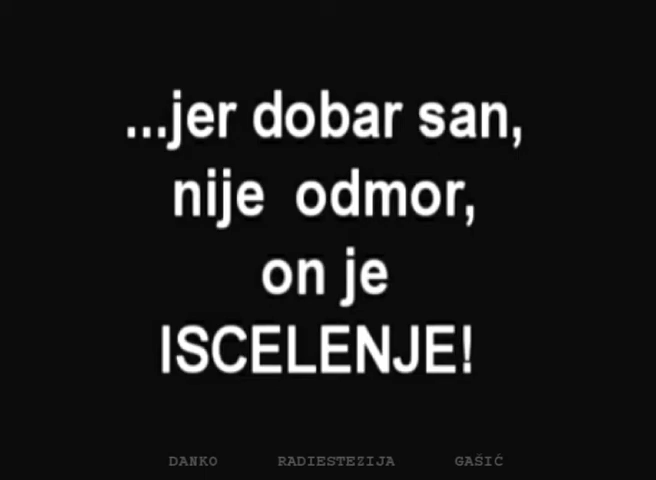 ...jer dobar san,
nije odmor,
on je
ISCELENJE!
DANKO RADIESTEZIJA GAŠIĆ